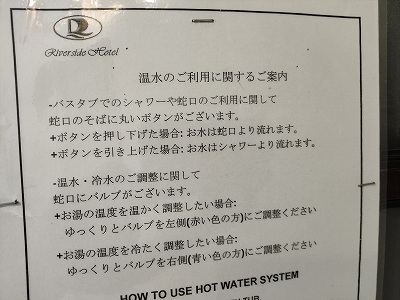 Riverside Hotel
温水のご利用に関するご案内
-バスタブでのシャワーや蛇口のご利用に関して
蛇口のそばに丸いボタンがございます。
+ボタンを押し下げた場合: お水は蛇口より流れます。
+ボタンを引き上げた場合: お水はシャワーより流れます。
-温水・冷水のご調整に関して
蛇口にバルブがございます。
+お湯の温度を温かく調整したい場合:
ゆっくりとバルブを左側(赤い色の方)にご調整ください
+お湯の温度を冷たく調整したい場合:
ゆっくりとバルブを右側(青い色の方)にご調整ください
HOW TO USE HOT WATER SYSTEM